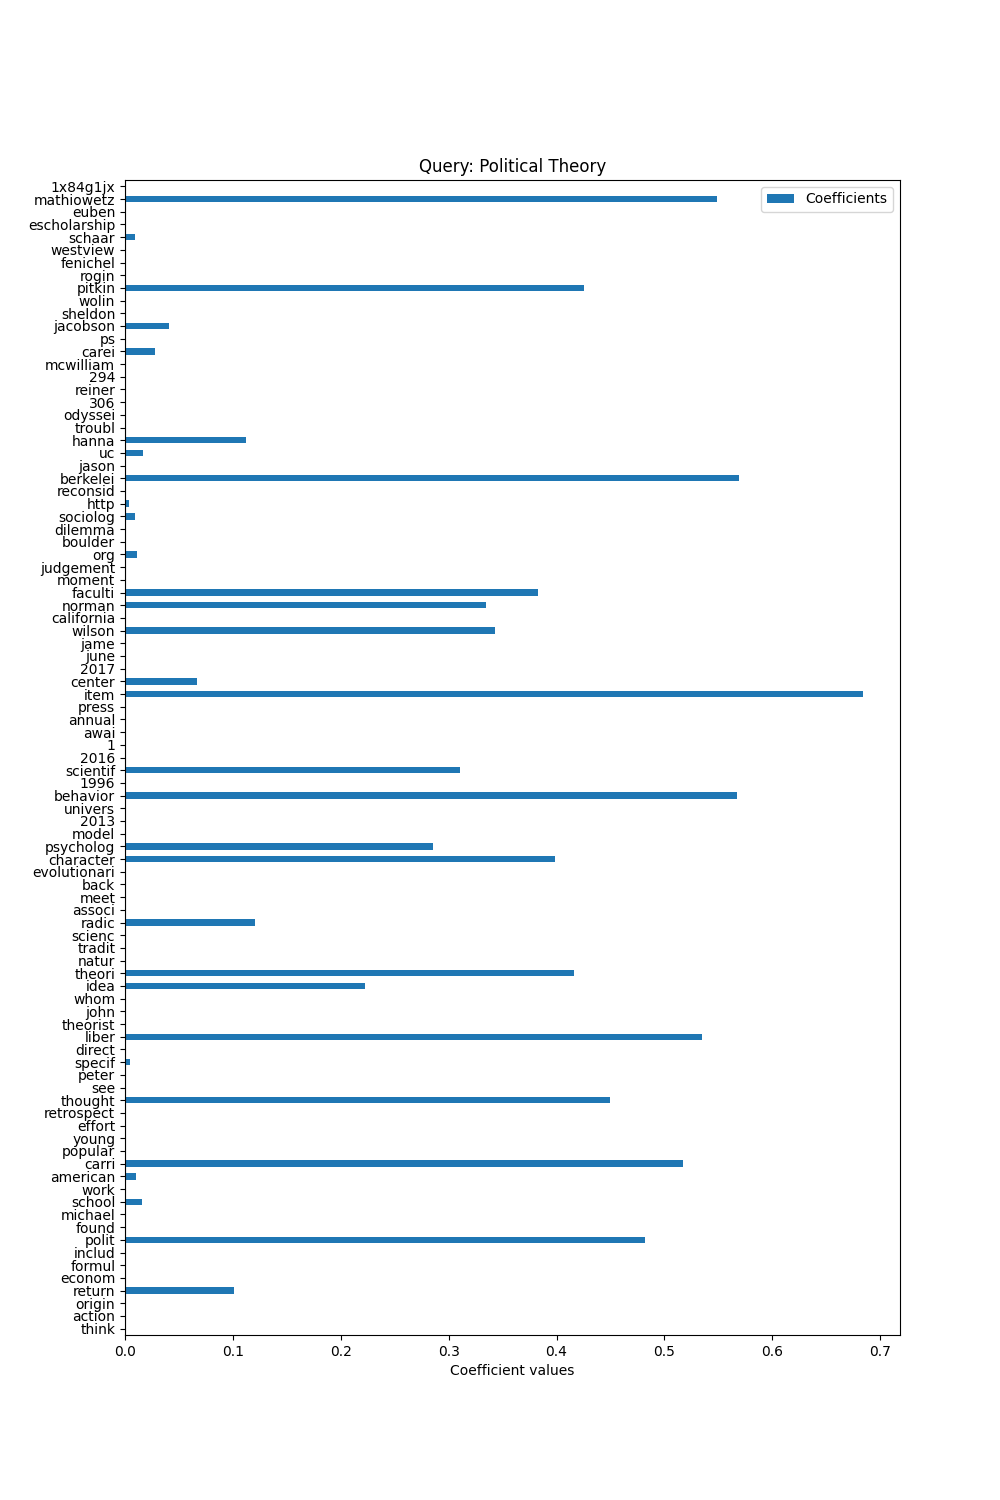 Query: Political Theory
Coefficients
1x84g1jx
mathiowetz
euben
escholarship
schaar
westview
fenichel
rogin
pitkin
wolin
sheldon
jacobson
ps
carei
mcwilliam
294
reiner
306
odyssei
troubl
hanna
uc
jason
berkelei
reconsid
http
sociolog
dilemma
boulder
org
judgement
moment
faculti
norman
california
wilson
jame
june
2017
center
item
press
annual
awai
1
2016
scientif
1996
behavior
univers
2013
model
psycholog
character
evolutionari
back
meet
associ
radic
scienc
tradit
natur
theori
idea
whom
john
theorist
liber
direct
specif
peter
see
thought
retrospect
effort
young
popular
carri
american
work
school
michael
found
polit
includ
formul
econom
return
origin
action
think
0.0 0.1 0.2 0.3 0.4 0.5 0.6 0.7
Coefficient values